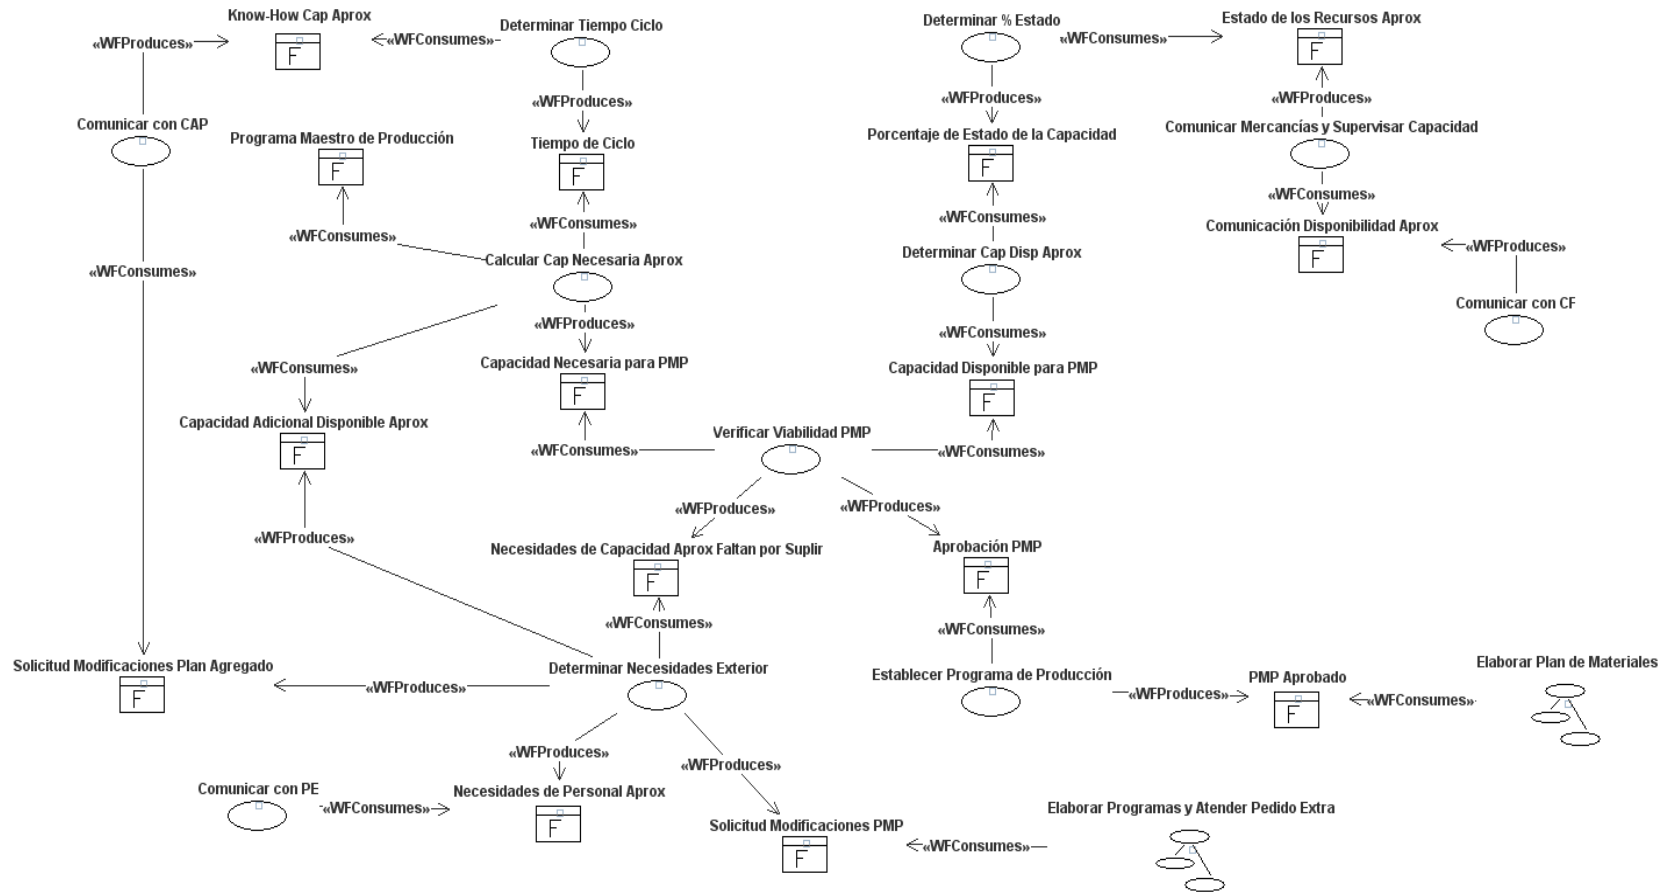 Know-How Cap Aprox
Determinar Tiempo Ciclo
Determinar % Estado
Estado de los Recursos Aprox
«WFProduces»
«WFConsumes»
«WFConsumes»
«WFProduces»
«WFProduces»
«WFProduces»
Comunicar con CAP
Programa Maestro de Producción
Tiempo de Ciclo
Porcentaje de Estado de la Capacidad
Comunicar Mercancías y Supervisar Capacidad
F
F
F
F
F
«WFConsumes»
«WFConsumes»
«WFConsumes»
«WFConsumes»
Comunicación Disponibilidad Aprox
F
«WFProduces»
Calcular Cap Necesaria Aprox
Determinar Cap Disp Aprox
«WFConsumes»
Comunicar con CF
«WFProduces»
«WFConsumes»
«WFConsumes»
Capacidad Necesaria para PMP
F
Capacidad Disponible para PMP
F
Capacidad Adicional Disponible Aprox
F
Verificar Viabilidad PMP
«WFConsumes»
«WFConsumes»
«WFProduces»
«WFProduces»
«WFProduces»
Necesidades de Capacidad Aprox Faltan por Suplir
F
Aprobación PMP
F
«WFConsumes»
«WFConsumes»
Solicitud Modificaciones Plan Agregado
F
«WFProduces»
Determinar Necesidades Exterior
Establecer Programa de Producción
«WFProduces»
PMP Aprobado
F
«WFConsumes»
Elaborar Plan de Materiales
«WFProduces»
«WFProduces»
Comunicar con PE
«WFConsumes»
Necesidades de Personal Aprox
F
Solicitud Modificaciones PMP
F
«WFConsumes»
Elaborar Programas y Atender Pedido Extra